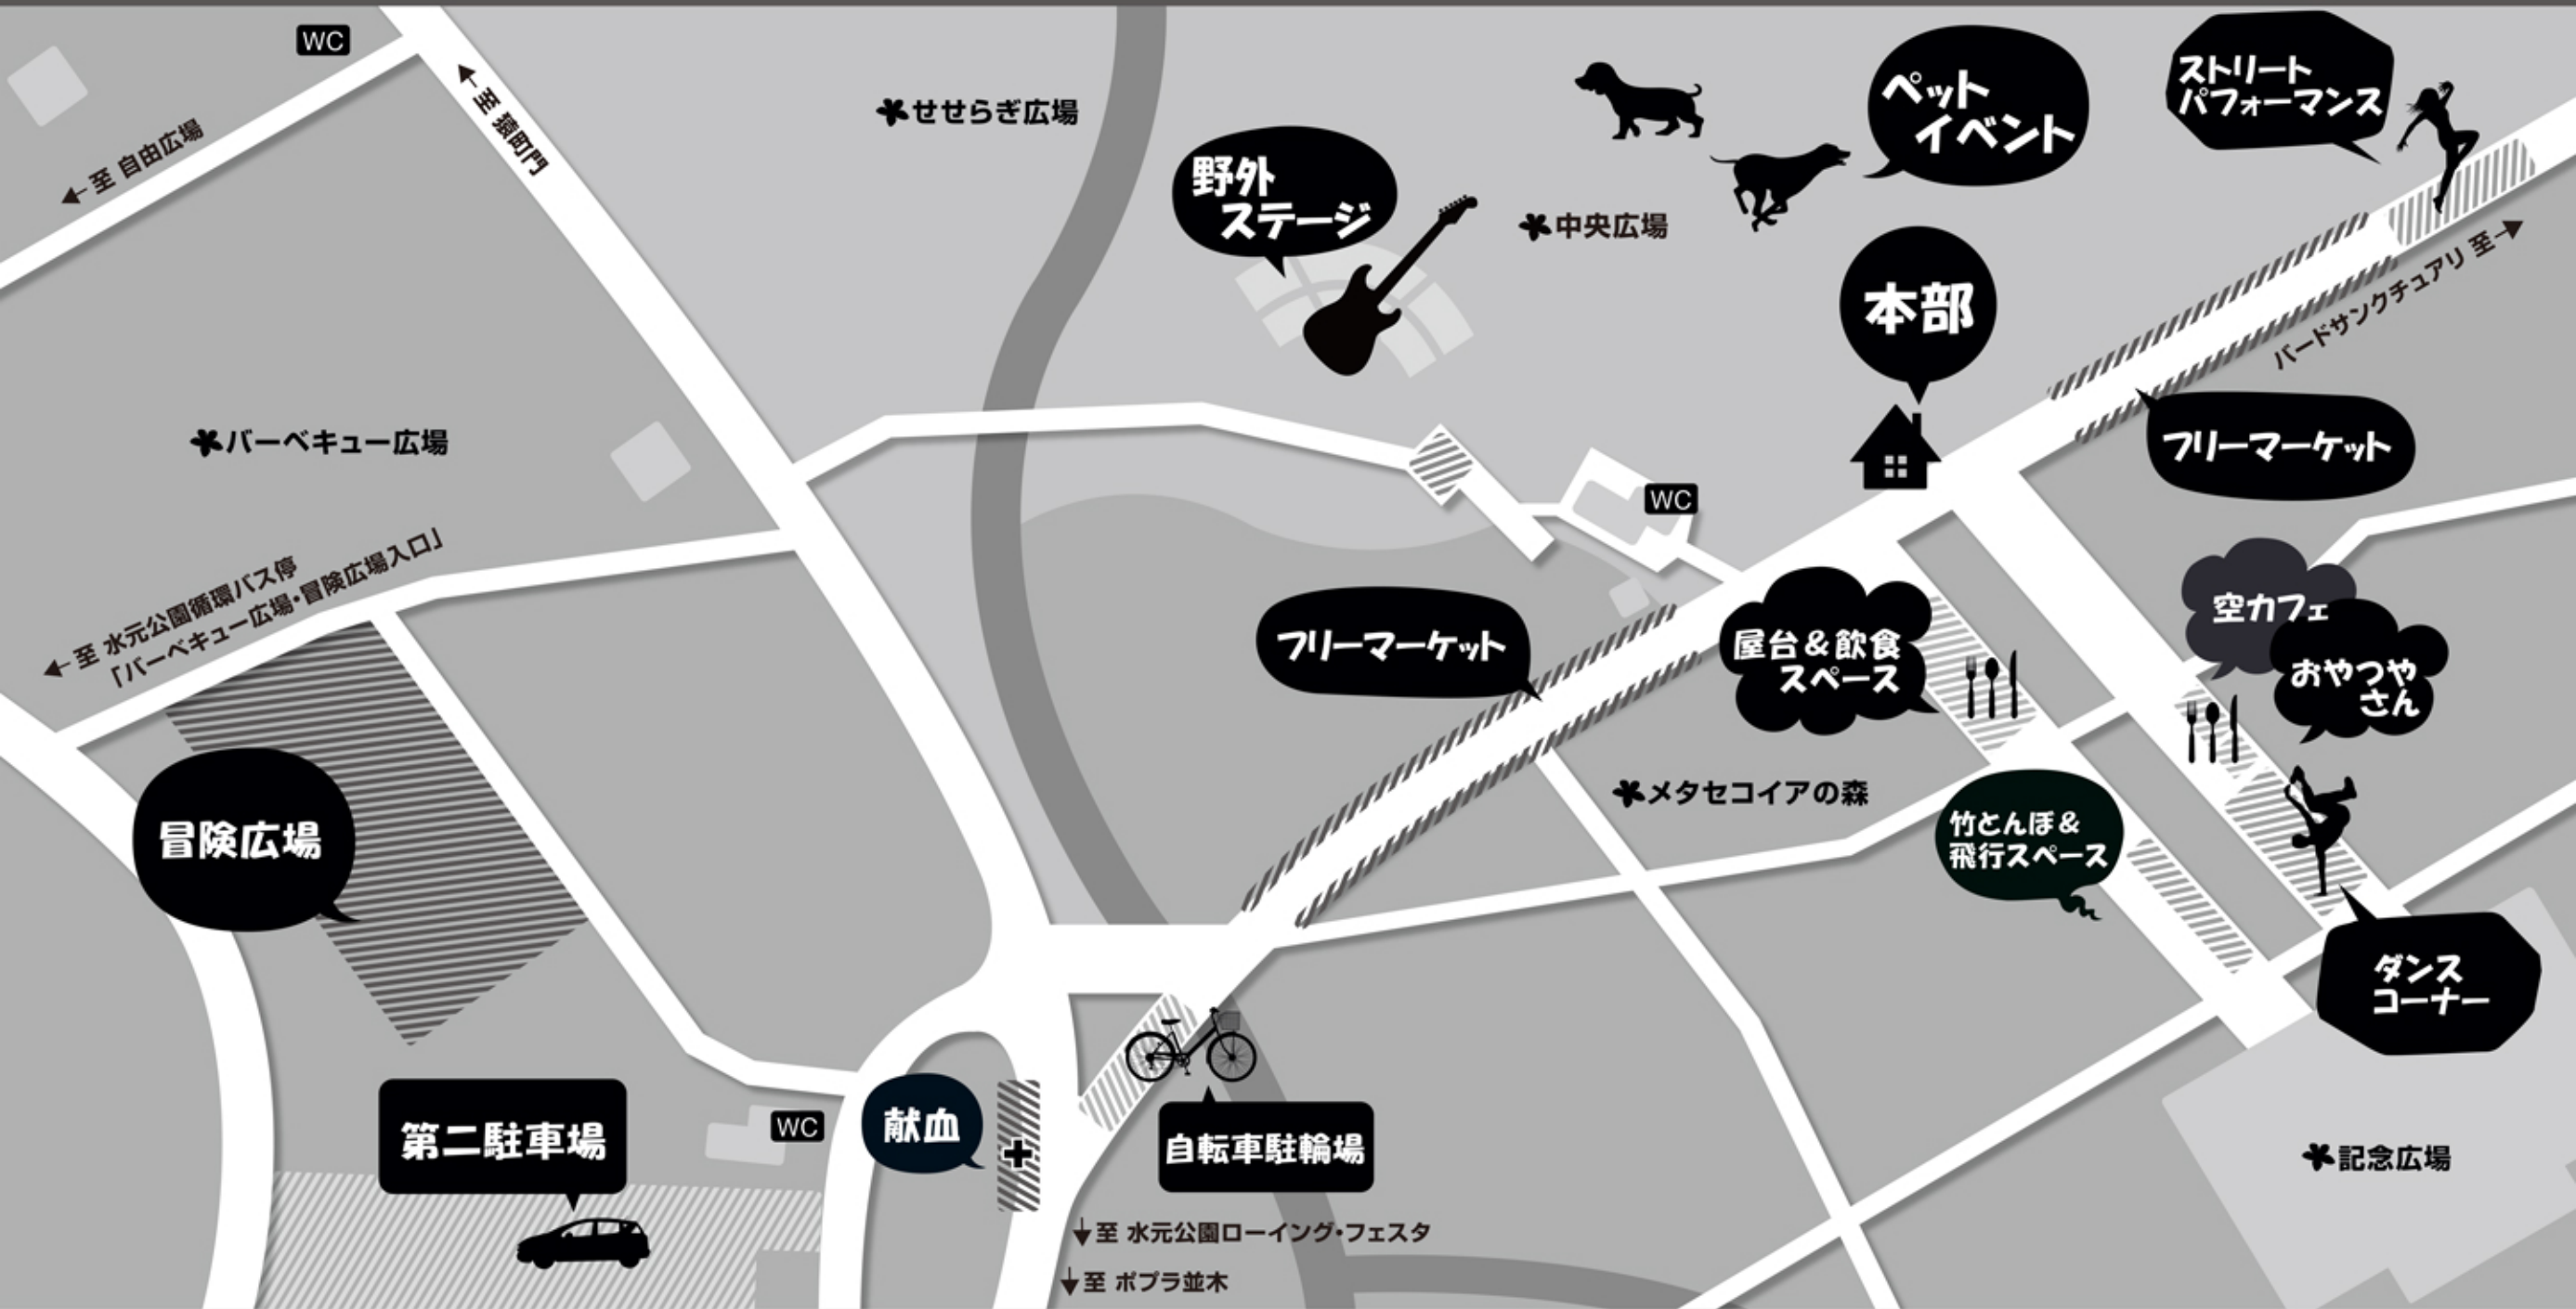 WC
←至 自由広場
←至 猿町門
せせらぎ広場
野外
ステージ
ペット
イベント
ストリート
パフォーマンス
中央広場
本部
バードサンクチュアリ 至→
フリーマーケット
バーベキュー広場
WC
←至 水元公園循環バス停
「バーベキュー広場・冒険広場入口」
フリーマーケット
屋台&飲食
スペース
空カフェ
おやつや
さん
冒険広場
メタセコイアの森
竹とんぼ&
飛行スペース
ダンス
コーナー
第二駐車場
WC
献血
自転車駐輪場
記念広場
↓至 水元公園ローイング・フェスタ
↓至 ポプラ並木